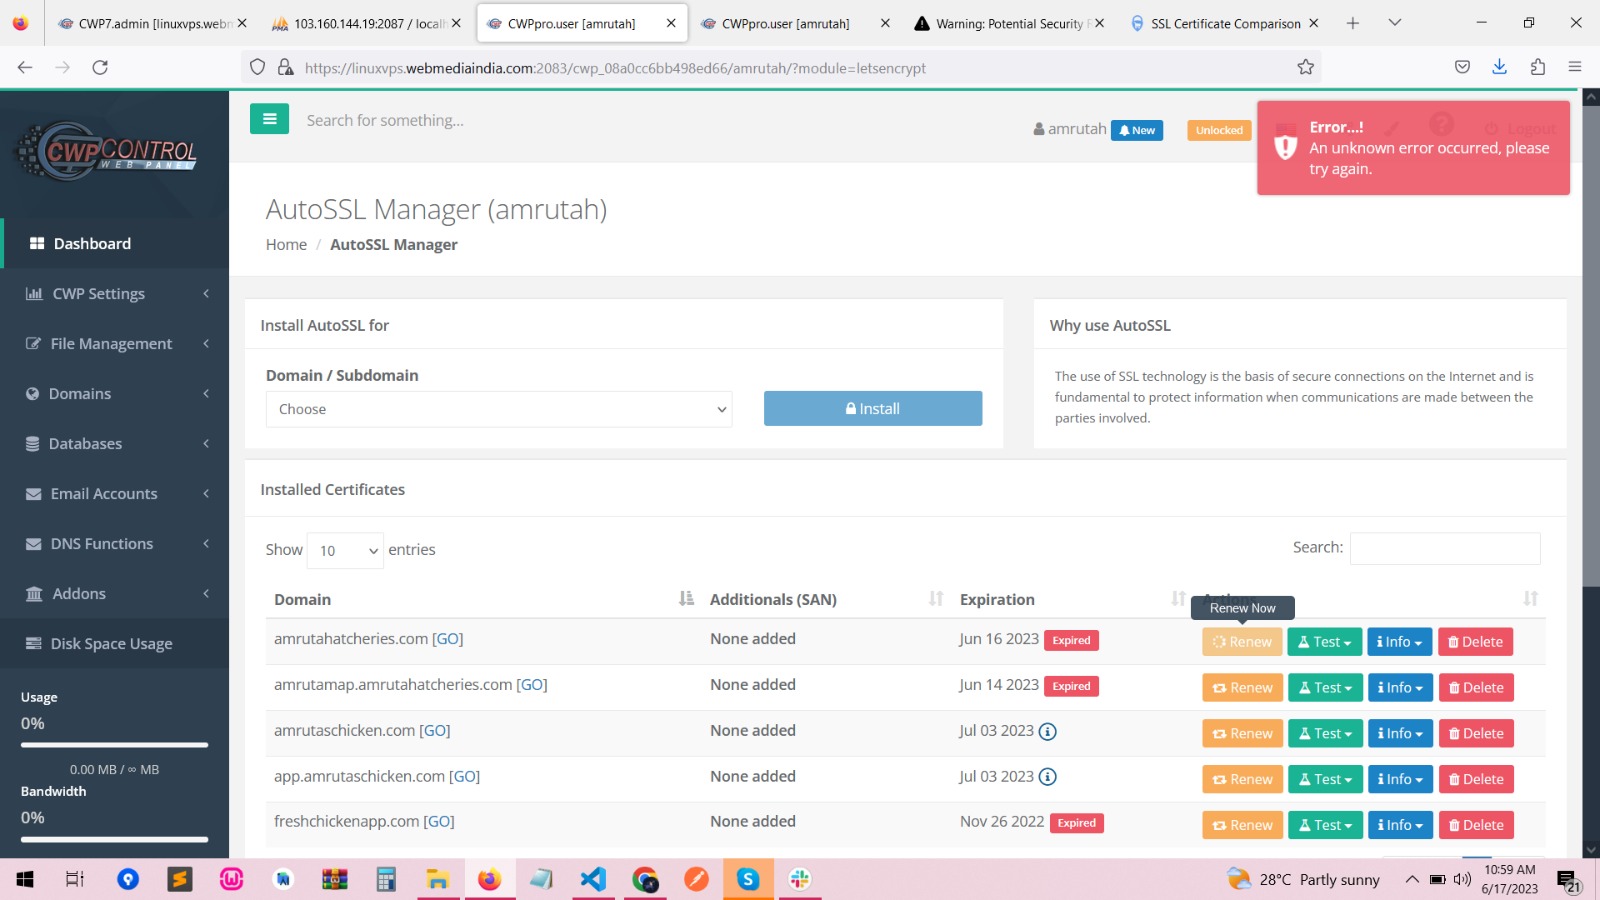 CWP7.admin [linuxvps.webm
103.160.144.19:2087 / localh
CWPpro.user [amrutah]
CWPpro.user [amrutah]
Warning: Potential Security R
SSL Certificate Comparison
https://linuxvps.webmediaindia.com:2083/cwp_08a0cc6bb498ed66/amrutah/?module=letsencrypt
CWPCONTROL
WEB PANEL
Search for something...
amrutah
New
Unlocked
Logout
Error...!
An unknown error occurred, please
try again.
AutoSSL Manager (amrutah)
Home / AutoSSL Manager
Dashboard
CWP Settings
File Management
Domains
Databases
Email Accounts
DNS Functions
Addons
Disk Space Usage
Usage
0%
0.00 MB / ∞ MB
Bandwidth
0%
Install AutoSSL for
Domain / Subdomain
Choose
Install
Why use AutoSSL
The use of SSL technology is the basis of secure connections on the Internet and is
fundamental to protect information when communications are made between the
parties involved.
Installed Certificates
Show 10 entries
Search:
Domain Additionals (SAN) Expiration Actions
Renew Now
amrutahatcheries.com [GO] None added Jun 16 2023 Expired Renew Test Info Delete
amrutamap.amrutahatcheries.com [GO] None added Jun 14 2023 Expired Renew Test Info Delete
amrutaschicken.com [GO] None added Jul 03 2023 Renew Test Info Delete
app.amrutaschicken.com [GO] None added Jul 03 2023 Renew Test Info Delete
freshchickenapp.com [GO] None added Nov 26 2022 Expired Renew Test Info Delete
28°C Partly sunny
10:59 AM
6/17/2023
21